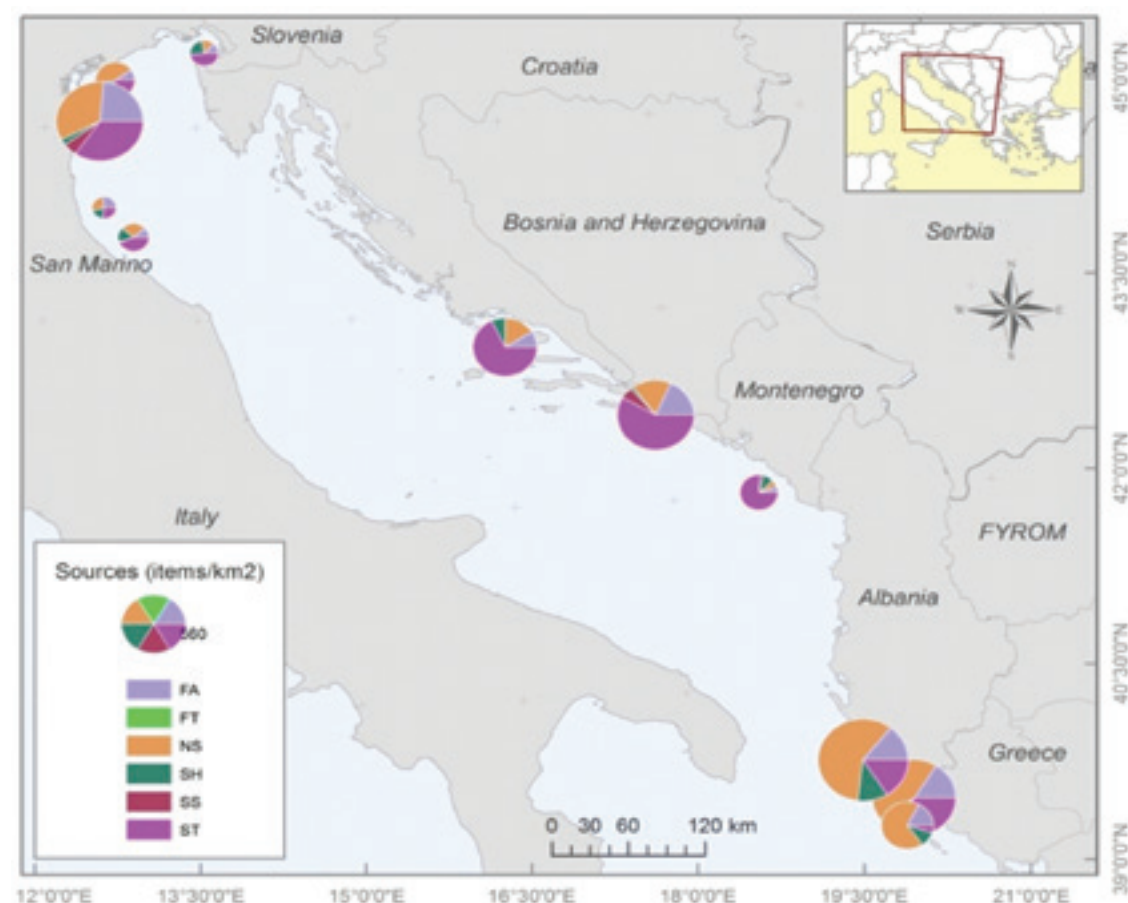 Slovenia
Croatia
Bosnia and Herzegovina
Serbia
San Marino
N
W E
S
Montenegro
Italy
FYROM
Albania
Greece
Sources (items/km2)
560
FA
FT
NS
SH
SS
ST
0 30 60 120 km
45°0'0"N
43°30'0"N
42°0'0"N
40°30'0"N
39°0'0"N
12°0'0"E 13°30'0"E 15°0'0"E 16°30'0"E 18°0'0"E 19°30'0"E 21°0'0"E